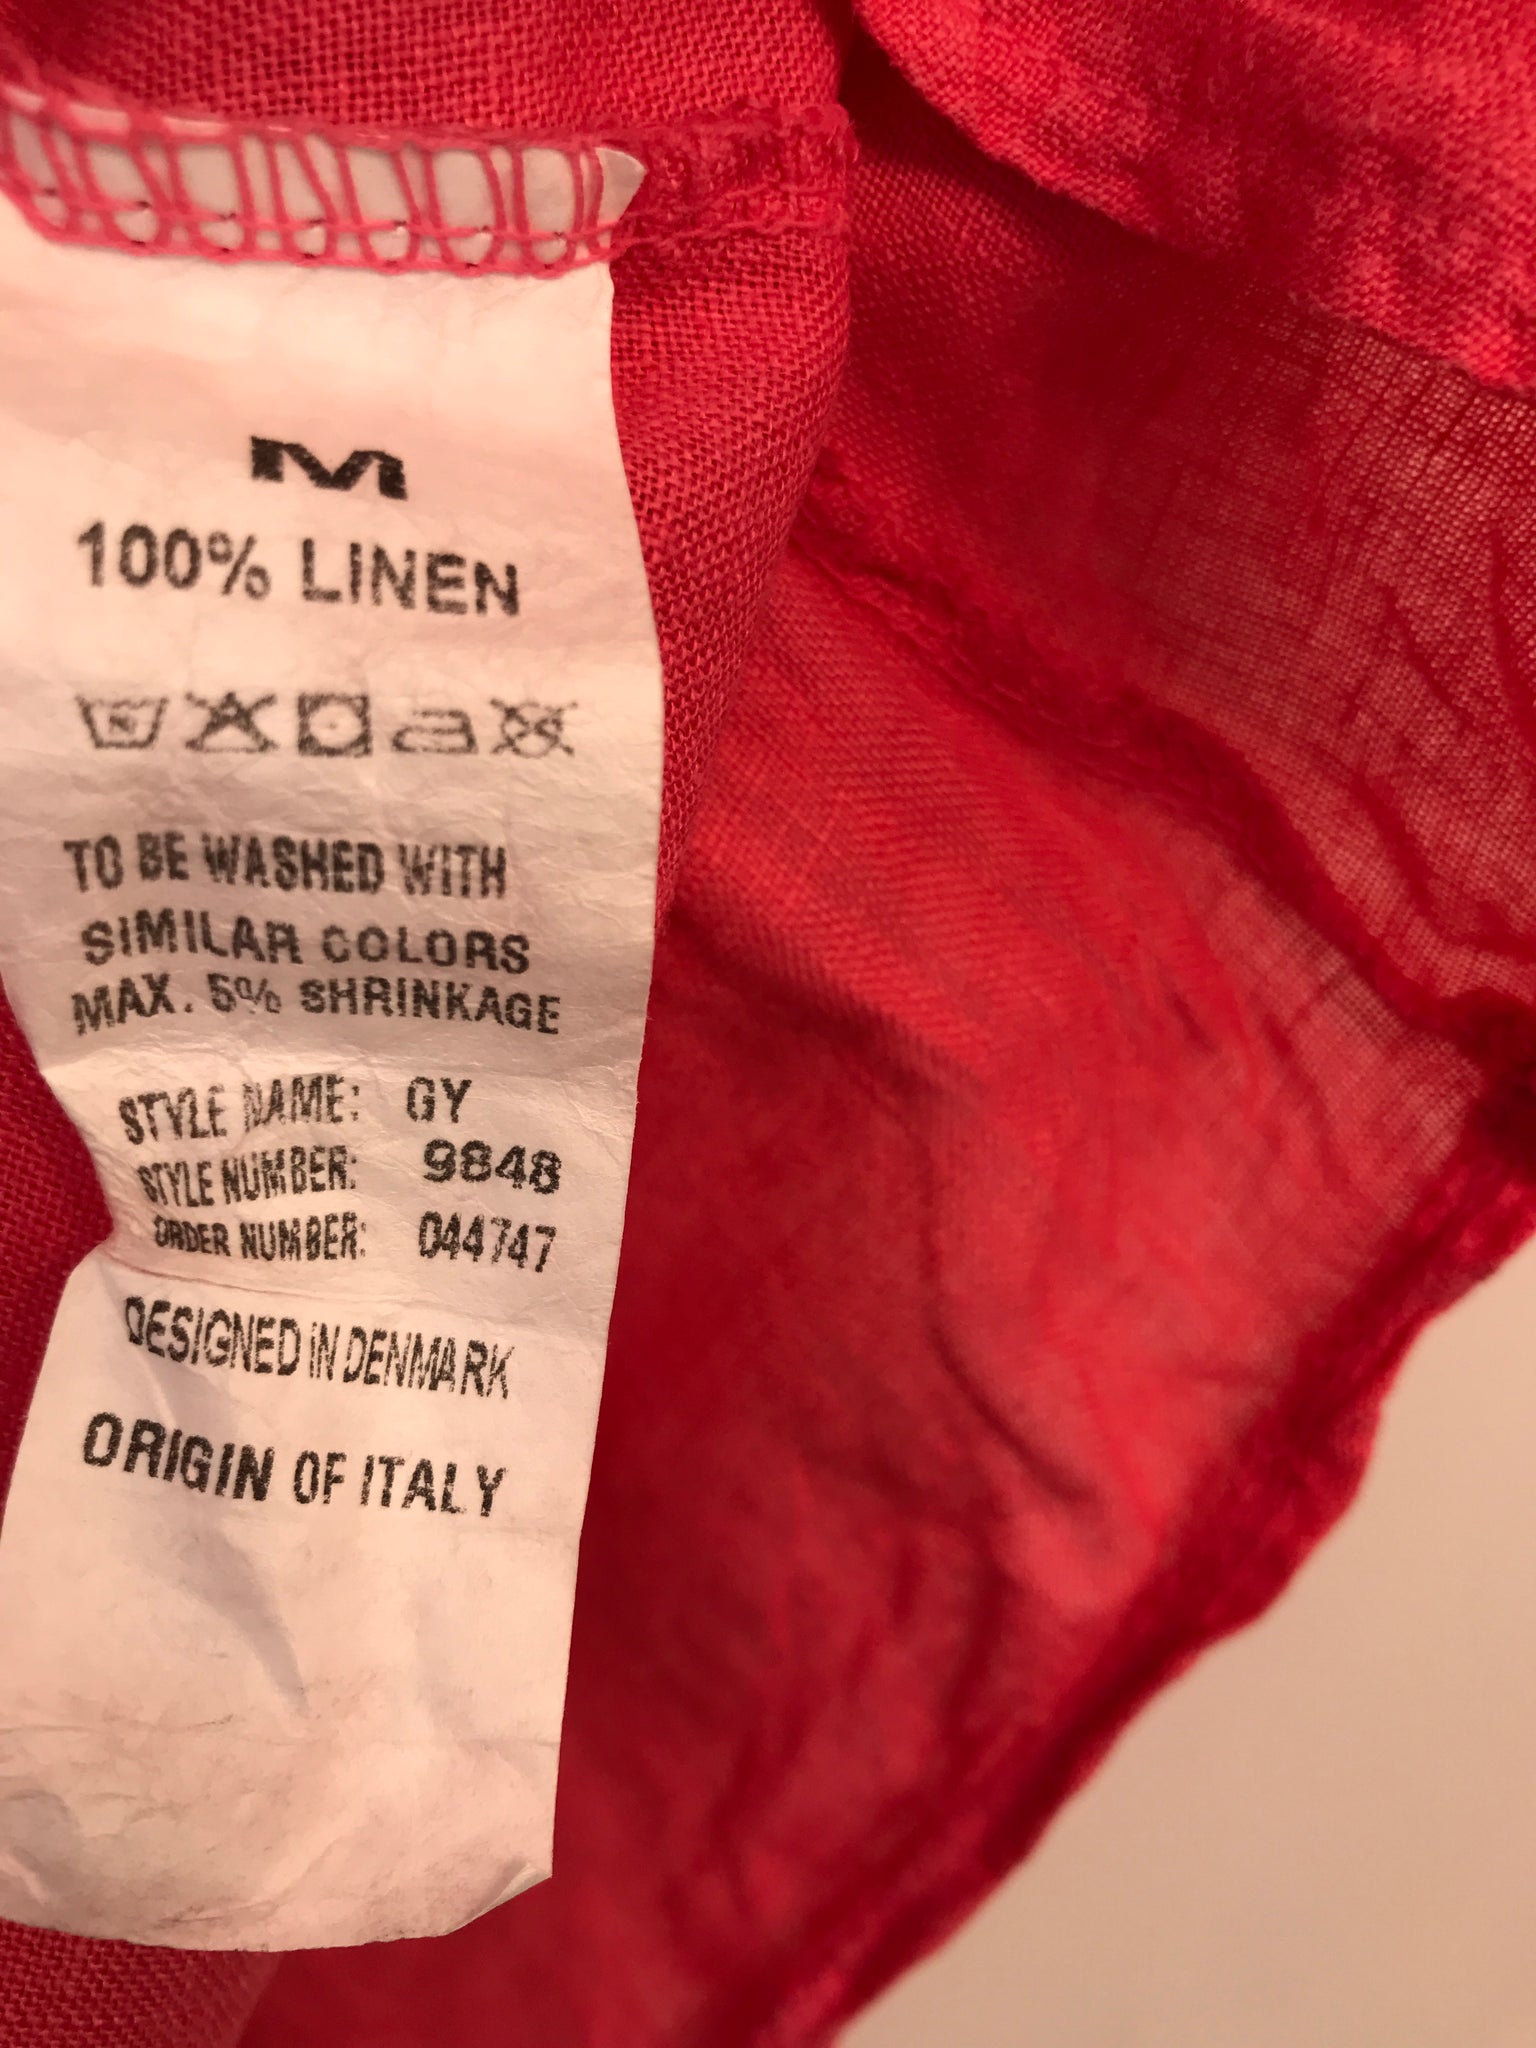 M
100% LINEN
TO BE WASHED WITH
SIMILAR COLORS
MAX. 5% SHRINKAGE
STYLE NAME: GY
STYLE NUMBER: 9848
ORDER NUMBER: 044747
DESIGNED IN DENMARK
ORIGIN OF ITALY